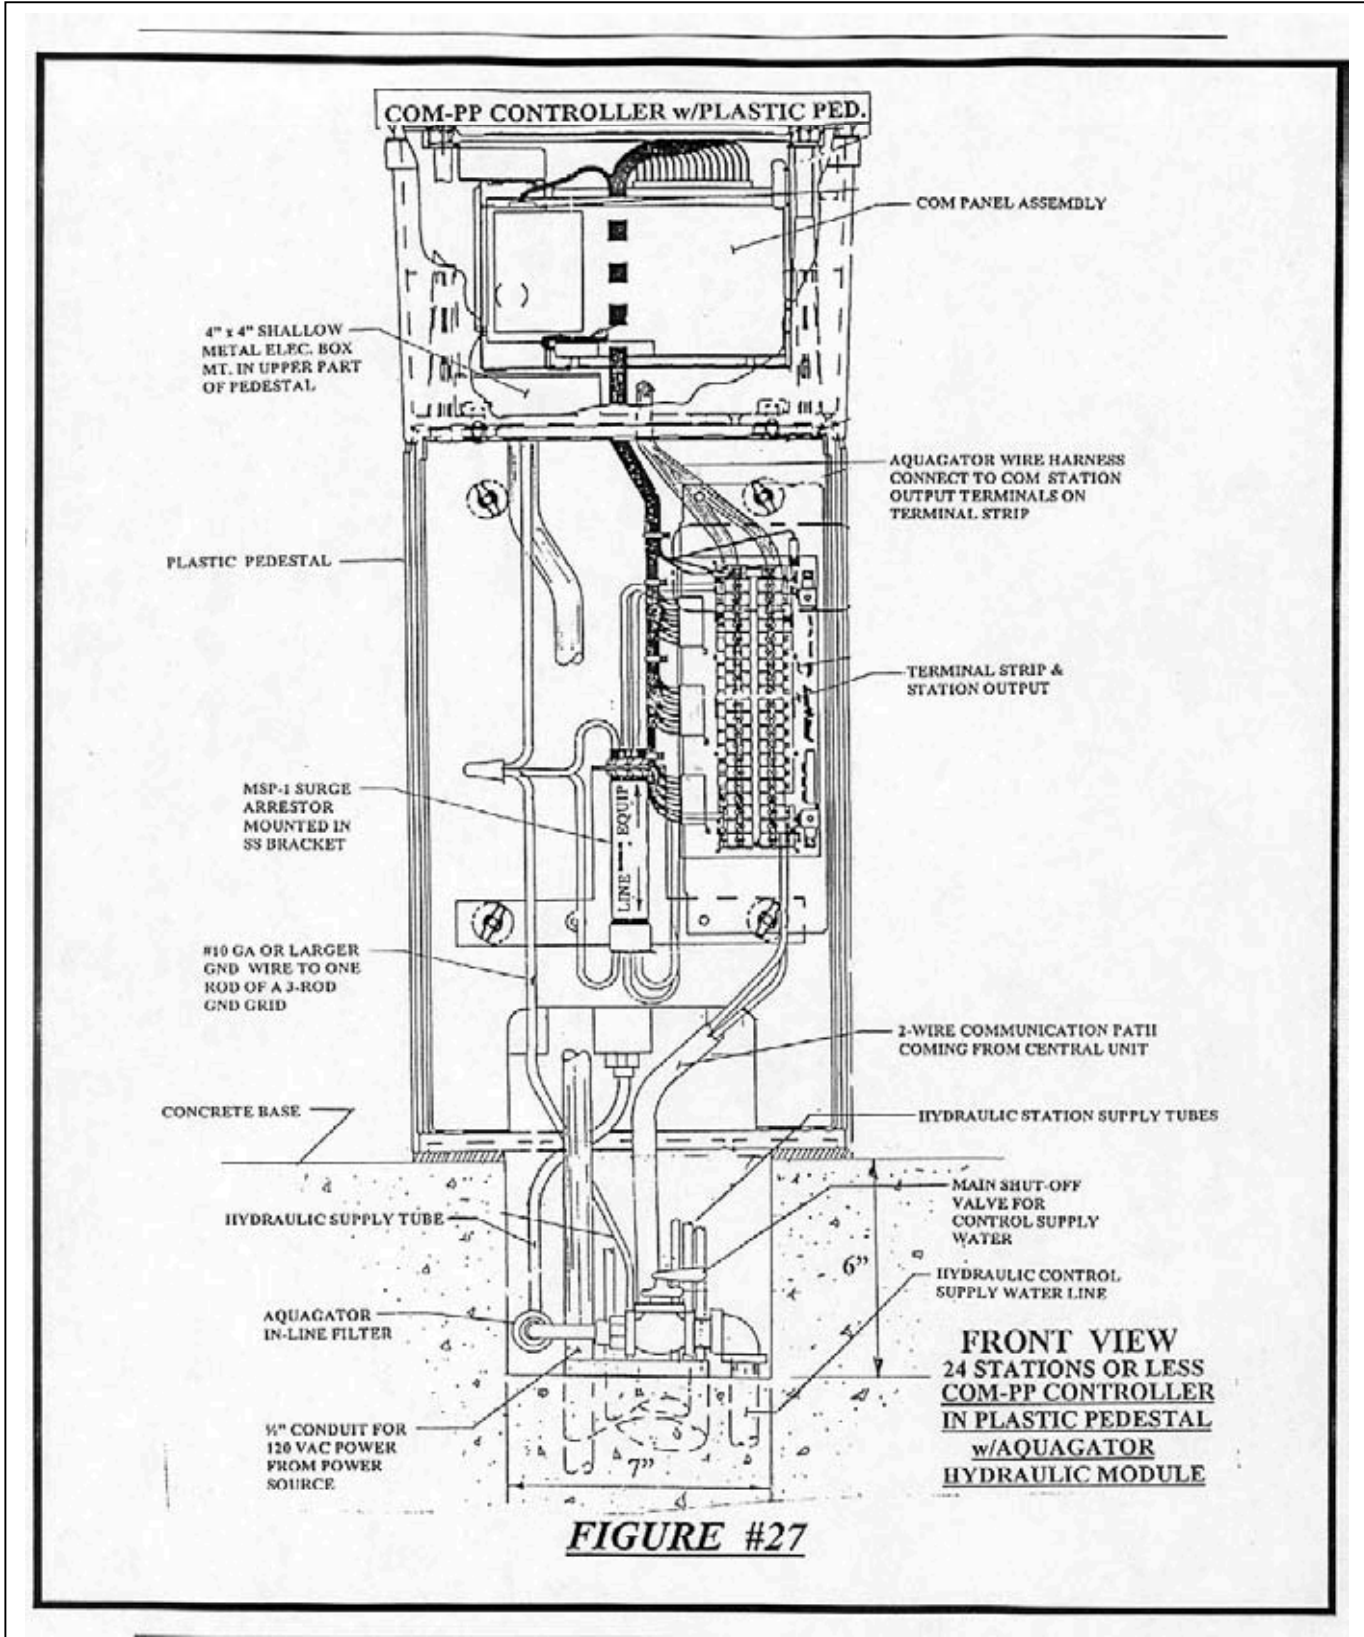 COM-PP CONTROLLER w/PLASTIC PED.
COM PANEL ASSEMBLY
4" x 4" SHALLOW
METAL ELEC. BOX
MT. IN UPPER PART
OF PEDESTAL
AQUAGATOR WIRE HARNESS
CONNECT TO COM STATION
OUTPUT TERMINALS ON
TERMINAL STRIP
PLASTIC PEDESTAL
TERMINAL STRIP &
STATION OUTPUT
MSP-1 SURGE
ARRESTOR
MOUNTED IN
SS BRACKET
LINE EQUIP
#10 GA OR LARGER
GND WIRE TO ONE
ROD OF A 3-ROD
GND GRID
2-WIRE COMMUNICATION PATH
COMING FROM CENTRAL UNIT
CONCRETE BASE
HYDRAULIC STATION SUPPLY TUBES
MAIN SHUT-OFF
VALVE FOR
CONTROL SUPPLY
WATER
HYDRAULIC SUPPLY TUBE
6"
HYDRAULIC CONTROL
SUPPLY WATER LINE
AQUAGATOR
IN-LINE FILTER
FRONT VIEW
24 STATIONS OR LESS
COM-PP CONTROLLER
IN PLASTIC PEDESTAL
w/AQUAGATOR
HYDRAULIC MODULE
½" CONDUIT FOR
120 VAC POWER
FROM POWER
SOURCE
7"
FIGURE #27